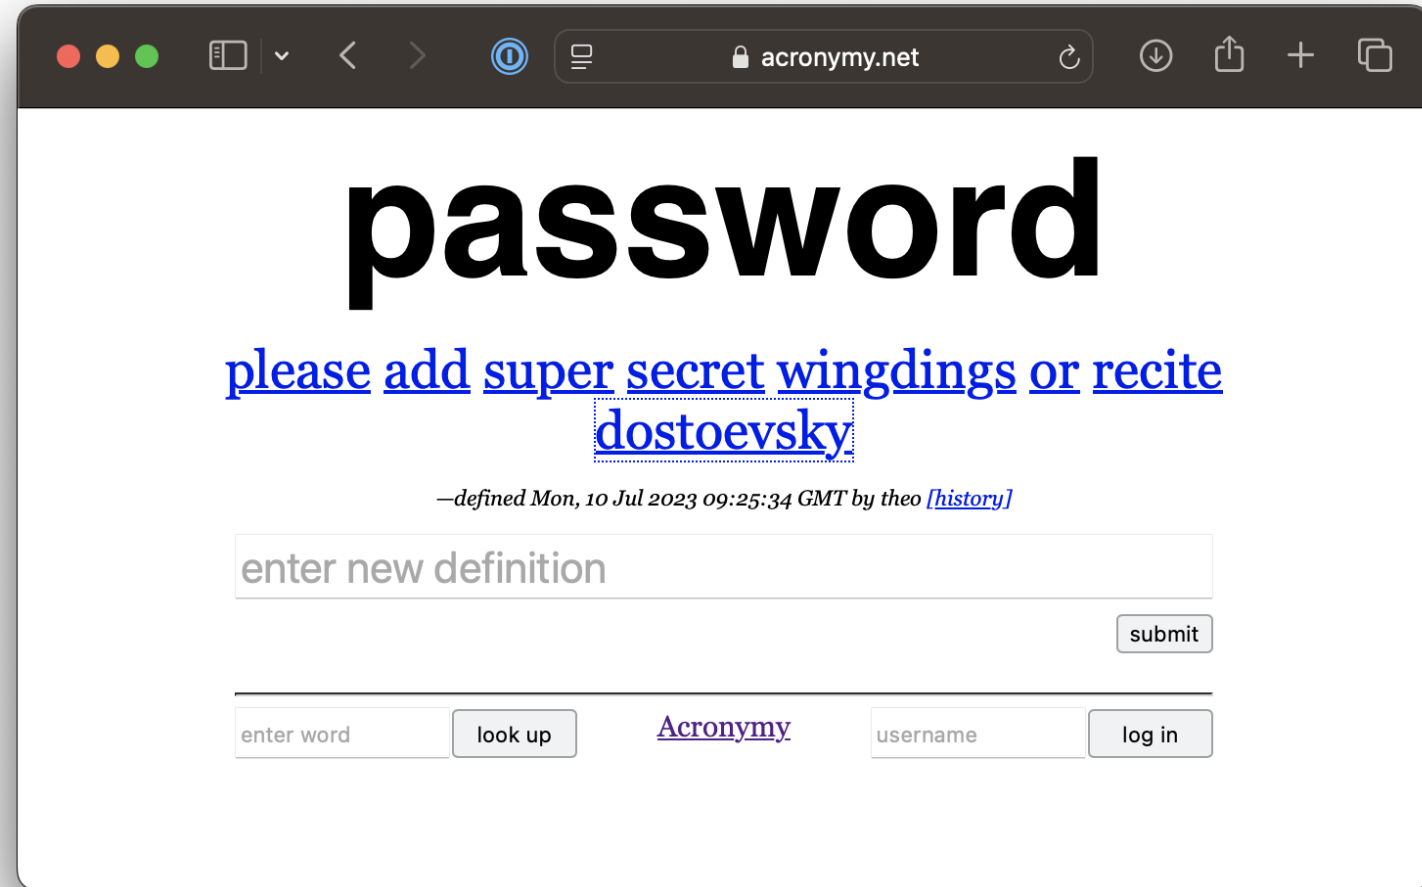 acronymy.net
password
please add super secret wingdings or recite
dostoevsky
—defined Mon, 10 Jul 2023 09:25:34 GMT by theo [history]
enter new definition
submit
enter word look up Acronymy username log in